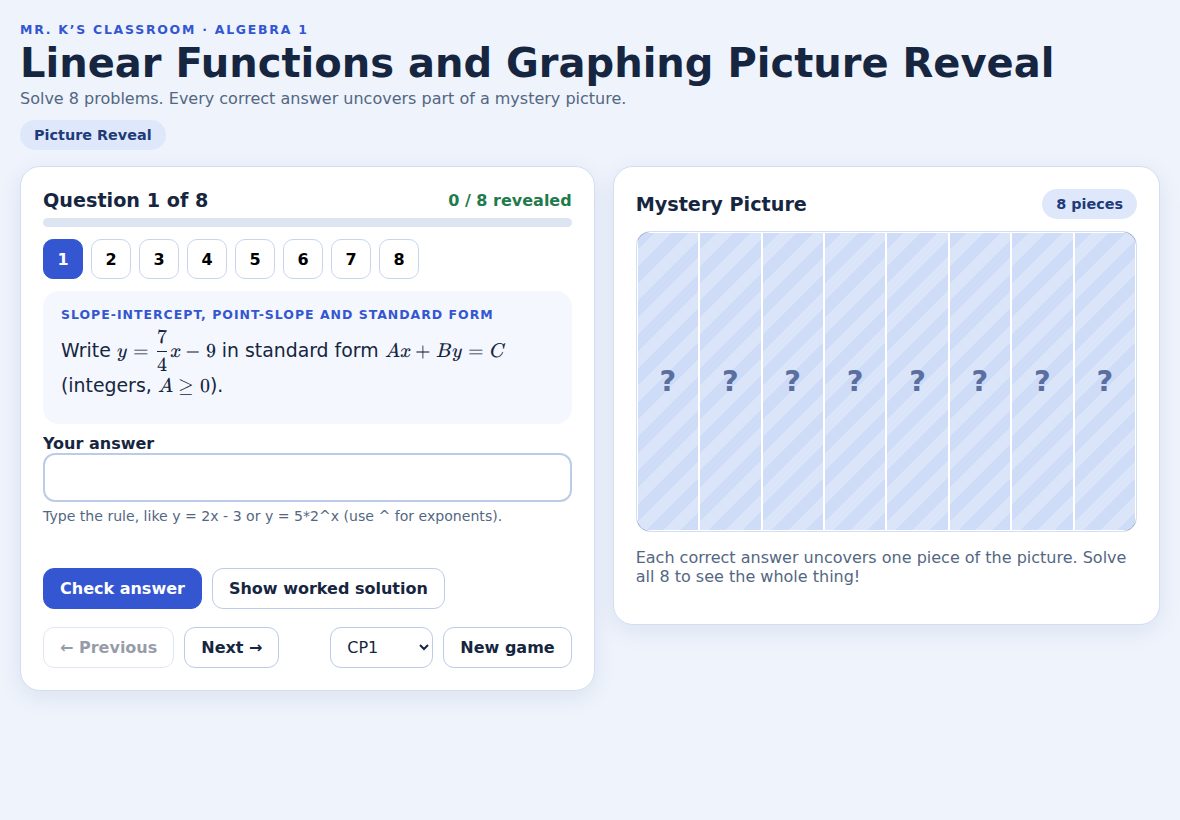 MR. K’S CLASSROOM · ALGEBRA 1
Linear Functions and Graphing Picture Reveal
Solve 8 problems. Every correct answer uncovers part of a mystery picture.
Picture Reveal
Question 1 of 8
0 / 8 revealed
1 2 3 4 5 6 7 8
SLOPE-INTERCEPT, POINT-SLOPE AND STANDARD FORM
Write y = 7/4 x − 9 in standard form Ax + By = C
(integers, A ≥ 0).
Your answer
Type the rule, like y = 2x - 3 or y = 5*2^x (use ^ for exponents).
Check answer
Show worked solution
← Previous
Next →
CP1
New game
Mystery Picture
8 pieces
? ? ? ? ? ? ? ?
Each correct answer uncovers one piece of the picture. Solve
all 8 to see the whole thing!